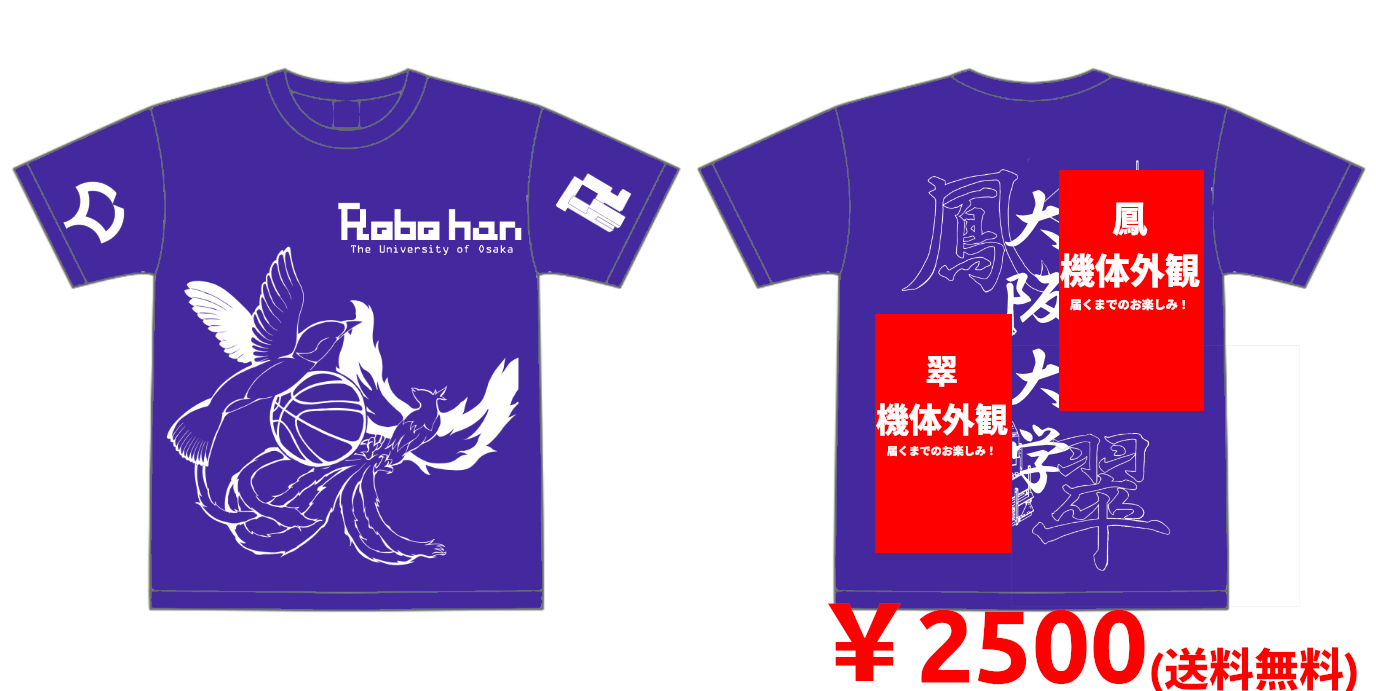 Robohan
The University of Osaka
鳳
大阪大学
翠
鳳
機体外観
届くまでのお楽しみ！
翠
機体外観
届くまでのお楽しみ！
￥2500(送料無料)